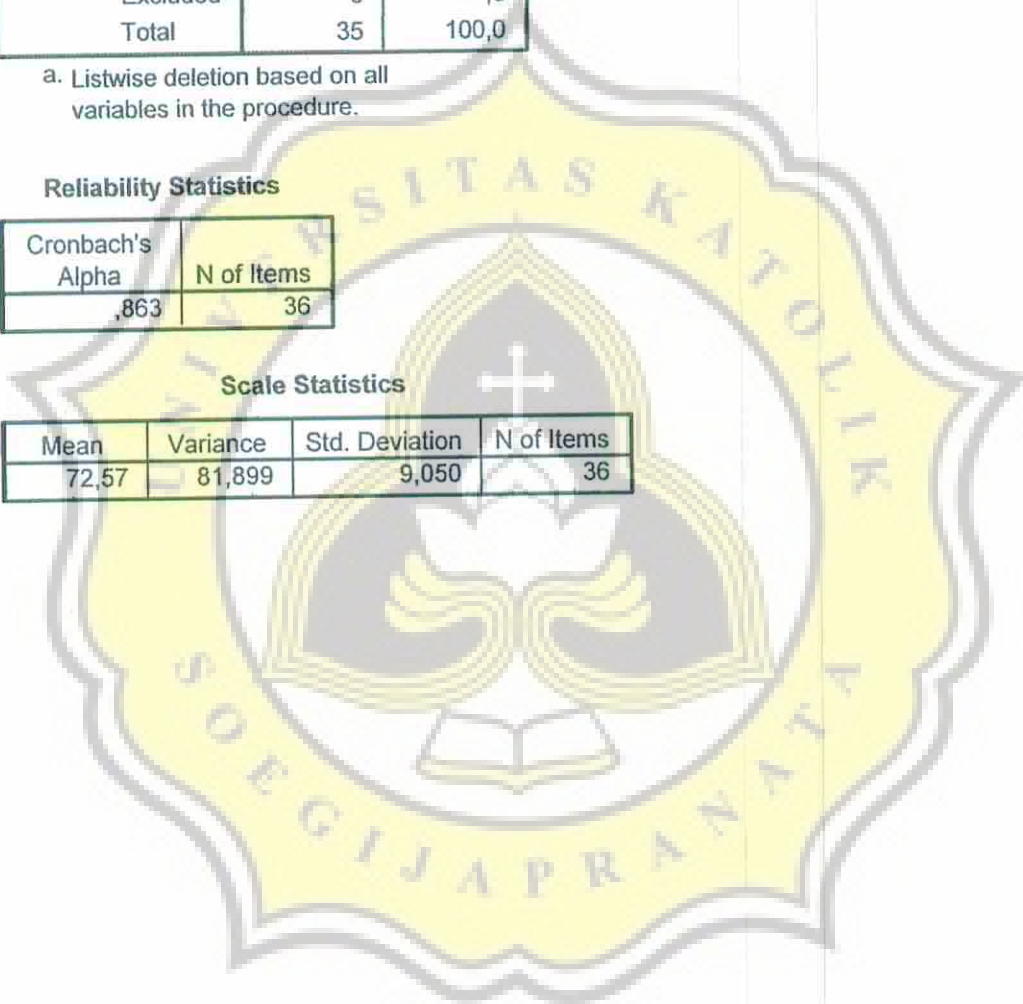 Total 35 100,0
a. Listwise deletion based on all
variables in the procedure.
Reliability Statistics
Cronbach's
Alpha N of Items
,863 36
Scale Statistics
Mean Variance Std. Deviation N of Items
72,57 81,899 9,050 36
UNIVERSITAS KATOLIK
SOEGIJAPRANATA